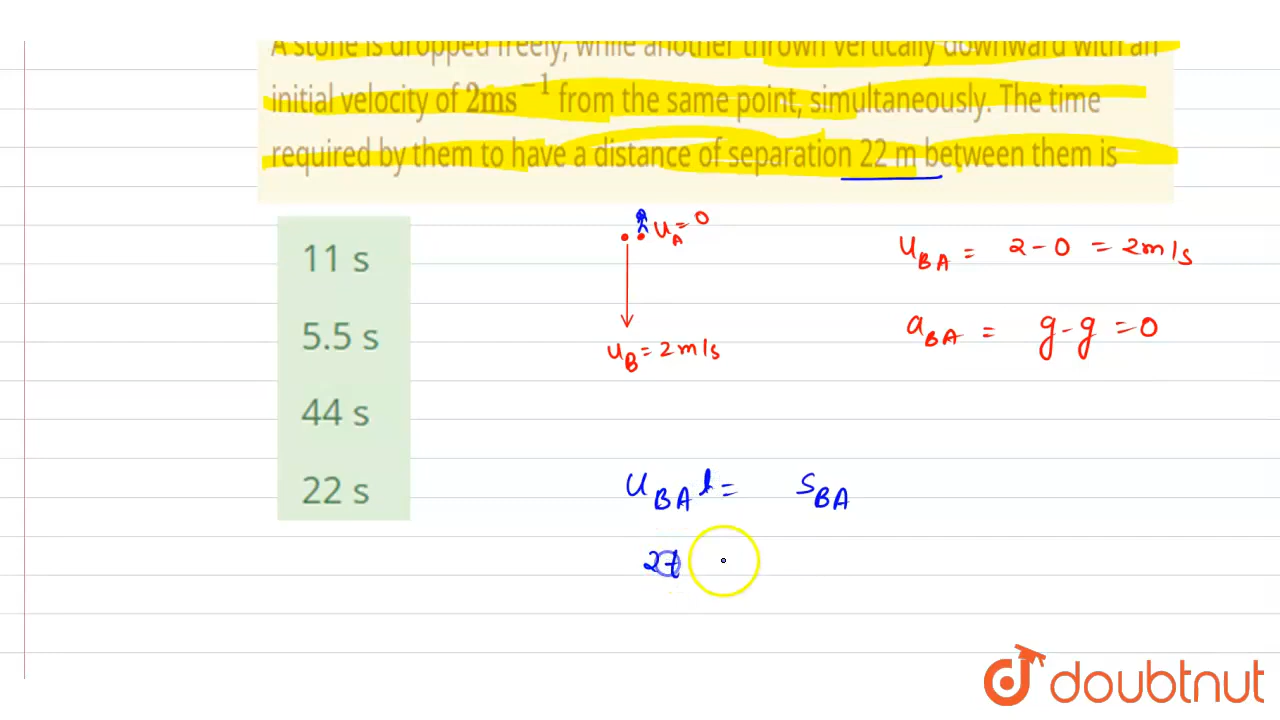 A stone is dropped freely, while another thrown vertically downward with an
initial velocity of 2ms⁻¹ from the same point, simultaneously. The time
required by them to have a distance of separation 22 m between them is
11 s
5.5 s
44 s
22 s
A
u_A = 0
u_B = 2m/s
u_BA = 2 - 0 = 2m/s
a_BA = g - g = 0
u_BA t = S_BA
2t
doubtnut